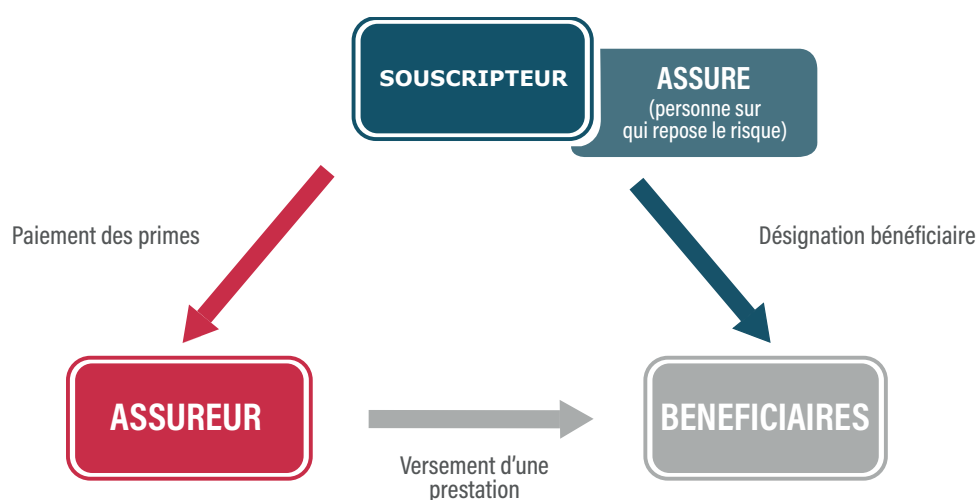 SOUSCRIPTEUR
ASSURE
(personne sur
qui repose le risque)
Paiement des primes
Désignation bénéficiaire
ASSUREUR
BENEFICIAIRES
Versement d’une
prestation